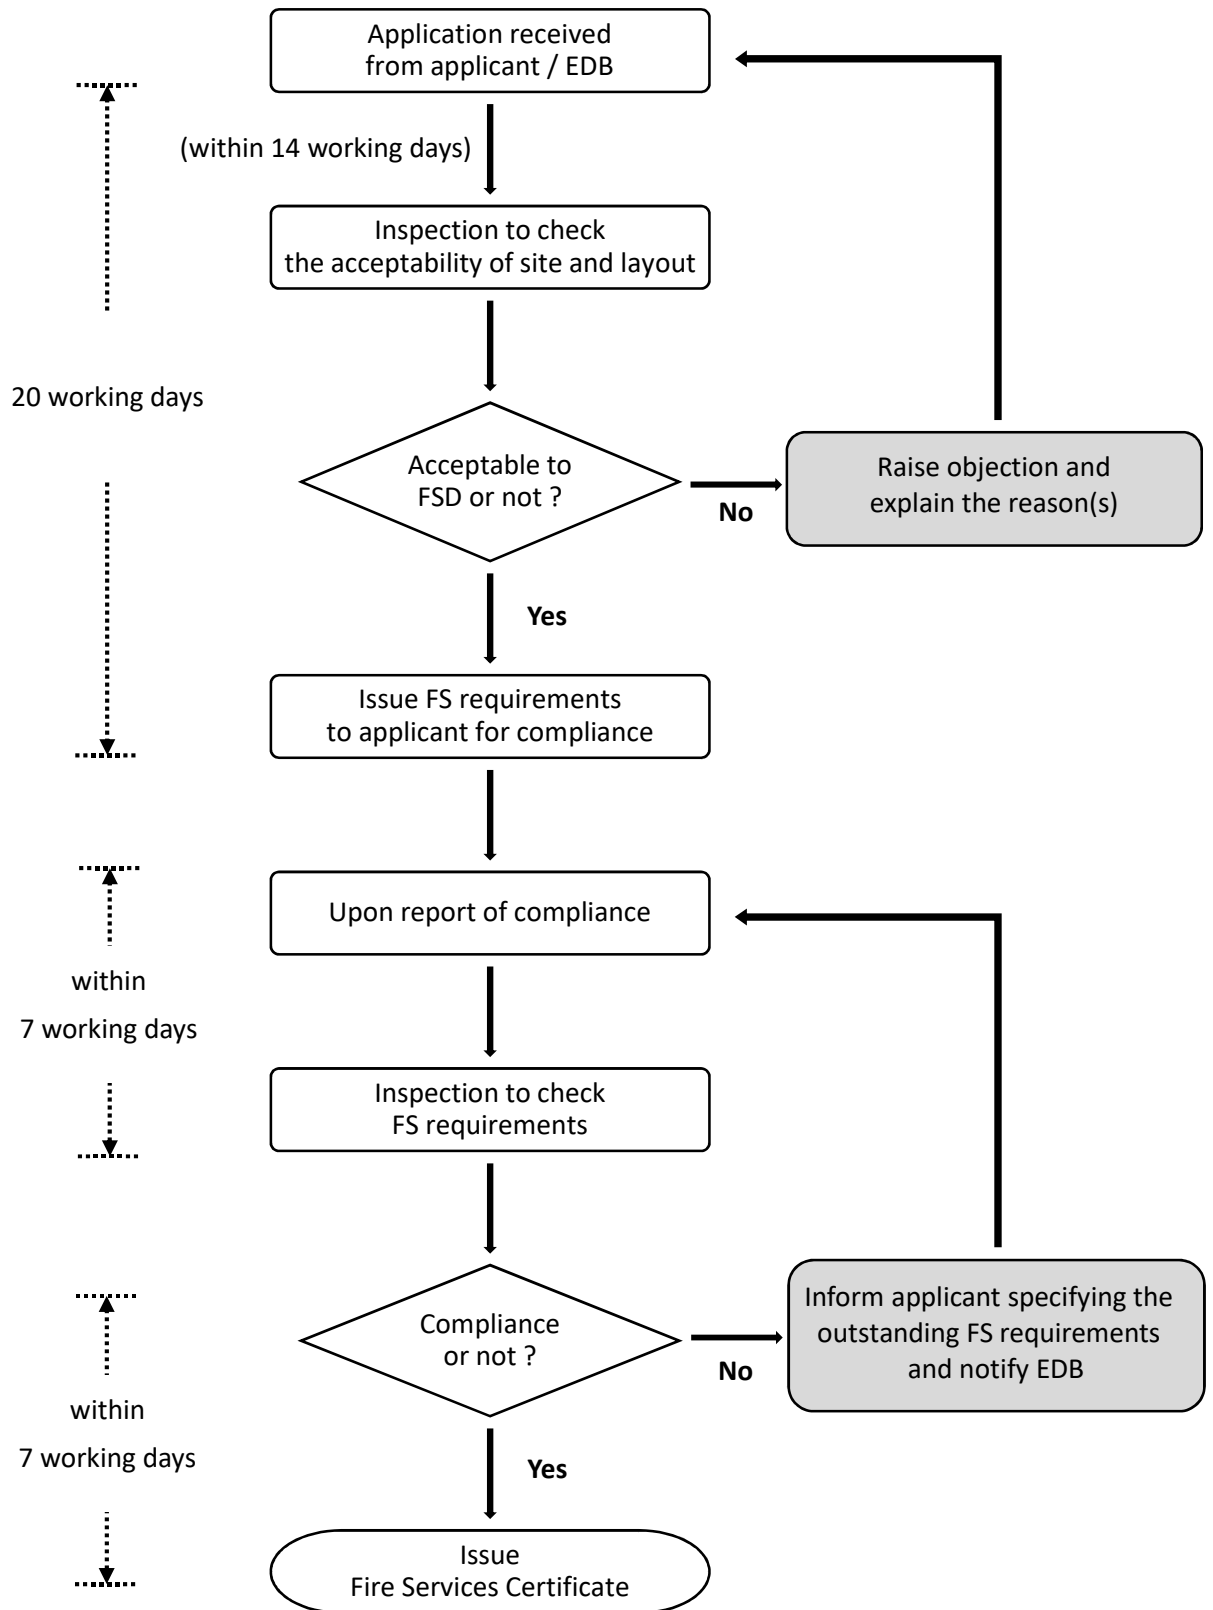 Application received
from applicant / EDB
(within 14 working days)
Inspection to check
the acceptability of site and layout
20 working days
Acceptable to
FSD or not ?
No
Raise objection and
explain the reason(s)
Yes
Issue FS requirements
to applicant for compliance
Upon report of compliance
within
7 working days
Inspection to check
FS requirements
Compliance
or not ?
No
Inform applicant specifying the
outstanding FS requirements
and notify EDB
within
7 working days
Yes
Issue
Fire Services Certificate